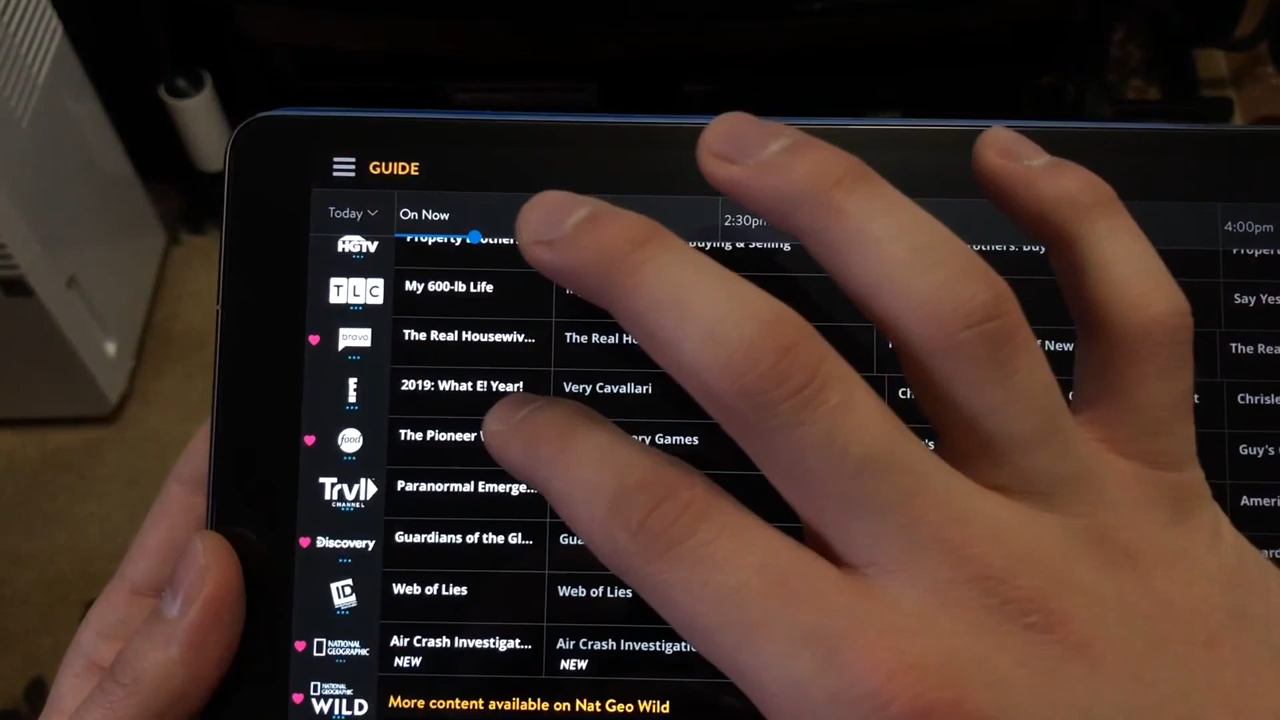 GUIDE
Today On Now 2:30pm 4:00pm
HGTV Property Buying & Selling
TLC My 600-lb Life Say Yes
bravo The Real Housewiv... The Real New The Rea
E! 2019: What E! Year! Very Cavallari Chrisle
food The Pioneer Games Guy's
Trvl CHANNEL Paranormal Emerge... Ameri
Discovery Guardians of the Gl...
ID Web of Lies Web of Lies
NATIONAL GEOGRAPHIC Air Crash Investigat... Air Crash Investigati
NEW NEW
NATIONAL GEOGRAPHIC WILD More content available on Nat Geo Wild